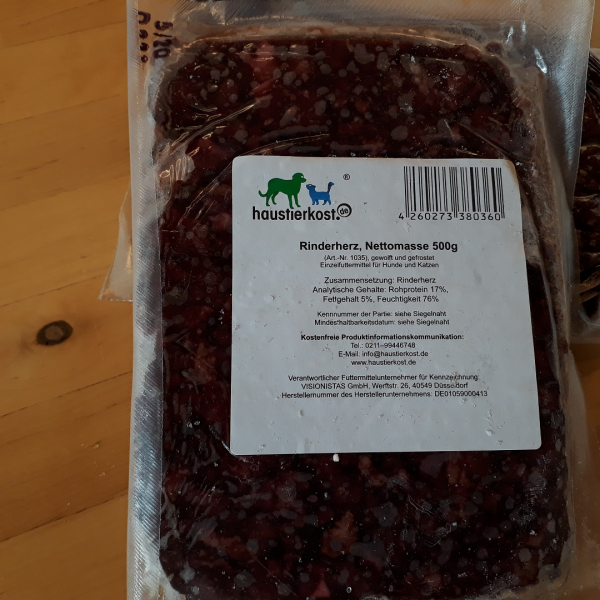 haustierkost.de
®
4 260273 380360
Rinderherz, Nettomasse 500g
(Art.-Nr. 1035), gewolft und gefrostet
Einzelfuttermittel für Hunde und Katzen
Zusammensetzung: Rinderherz
Analytische Gehalte: Rohprotein 17%,
Fettgehalt 5%, Feuchtigkeit 76%
Kennnummer der Partie: siehe Siegelnaht
Mindesthaltbarkeitsdatum: siehe Siegelnaht
Kostenfreie Produktinformationskommunikation:
Tel.: 0211-99446748
E-Mail. info@haustierkost.de
www.haustierkost.de
Verantwortlicher Futtermittelunternehmer für Kennzeichnung:
VISIONISTAS GmbH, Werftstr. 26, 40549 Düsseldorf
Herstellernummer des Herstellerunternehmens: DE01059000413